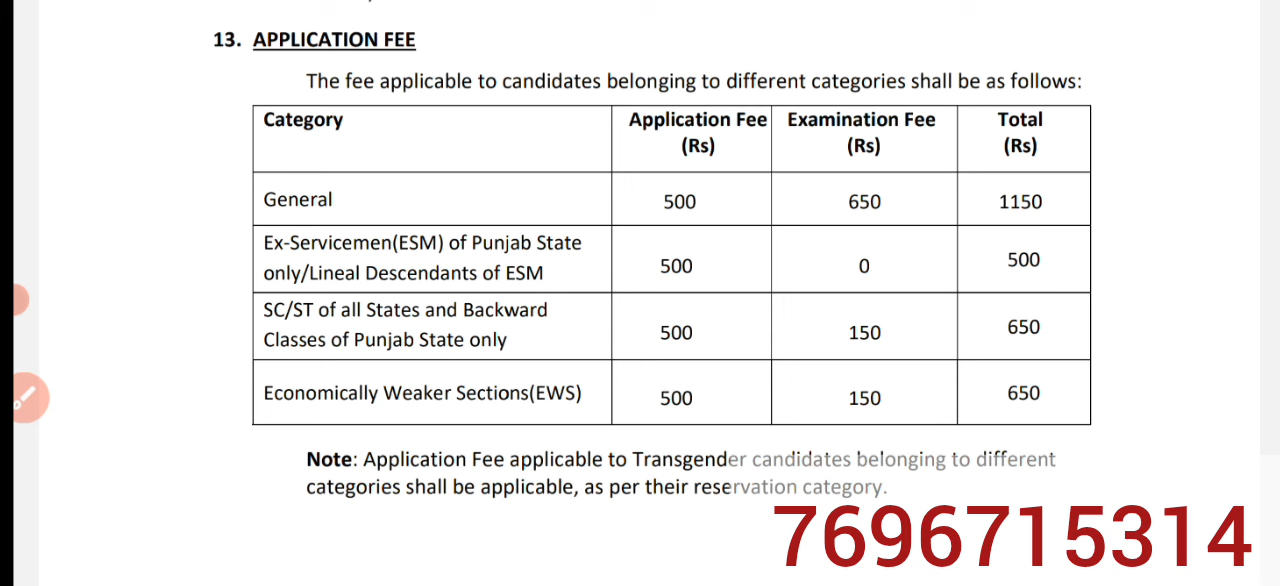 13. APPLICATION FEE
The fee applicable to candidates belonging to different categories shall be as follows:
Category Application Fee (Rs) Examination Fee (Rs) Total (Rs)
General 500 650 1150
Ex-Servicemen(ESM) of Punjab State
only/Lineal Descendants of ESM 500 0 500
SC/ST of all States and Backward
Classes of Punjab State only 500 150 650
Economically Weaker Sections(EWS) 500 150 650
Note: Application Fee applicable to Transgender candidates belonging to different
categories shall be applicable, as per their reservation category.
7696715314